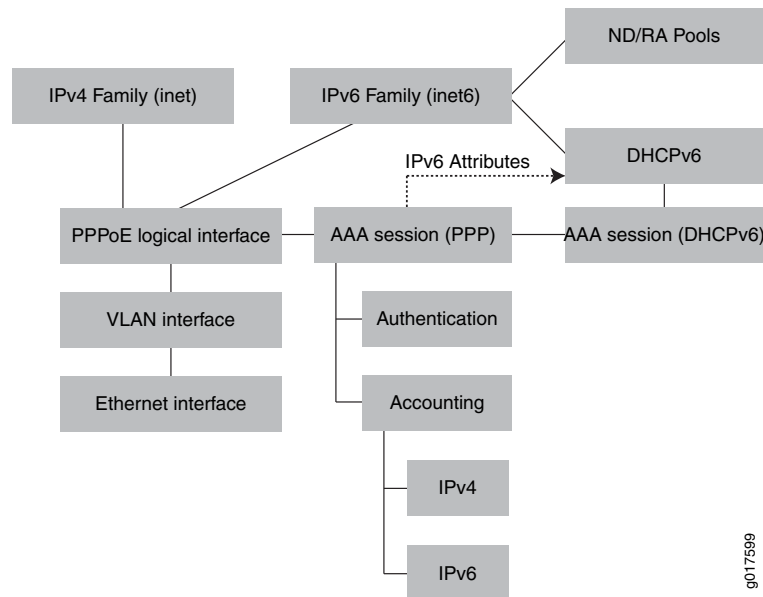 ND/RA Pools
IPv4 Family (inet)
IPv6 Family (inet6)
IPv6 Attributes
DHCPv6
PPPoE logical interface
AAA session (PPP)
AAA session (DHCPv6)
VLAN interface
Authentication
Ethernet interface
Accounting
IPv4
IPv6
g017599